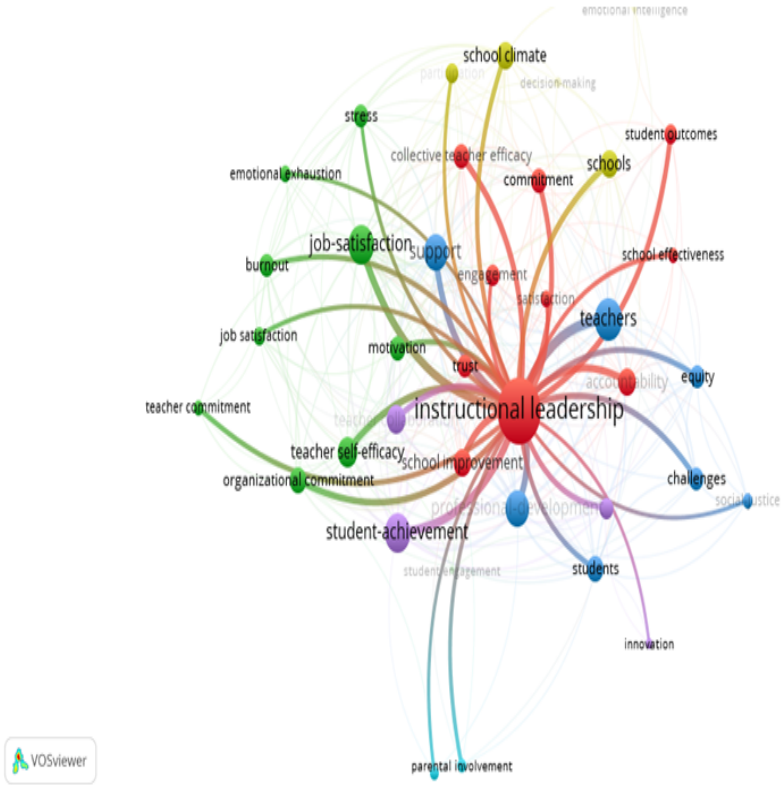 emotional intelligence
school climate
participation
decision-making
stress
student outcomes
collective teacher efficacy
schools
emotional exhaustion
commitment
job-satisfaction
support
school effectiveness
burnout
engagement
satisfaction
teachers
job satisfaction
motivation
trust
equity
accountability
teacher commitment
instructional leadership
teacher collaboration
teacher self-efficacy
school improvement
organizational commitment
challenges
social justice
professional-development
student-achievement
student engagement
students
innovation
parental involvement
VOSviewer